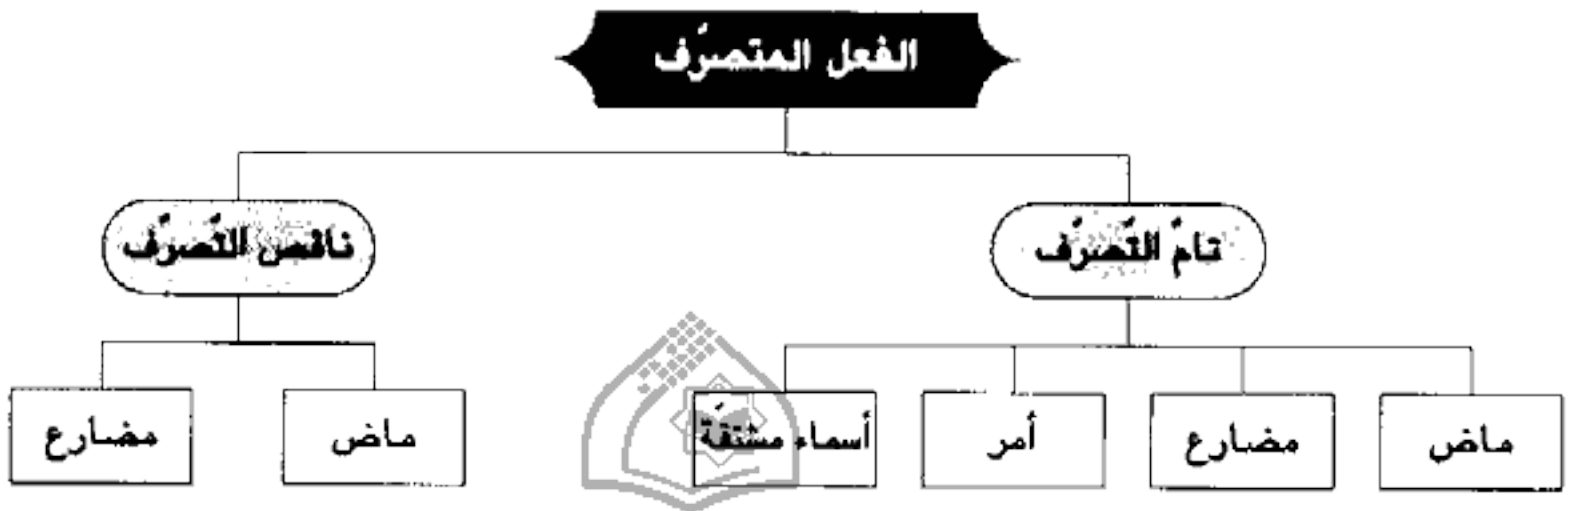 الفعل المتصرّف
تامّ التّصرّف
ناقص التّصرّف
ماض
مضارع
أمر
أسماء مشتقّة
ماض
مضارع